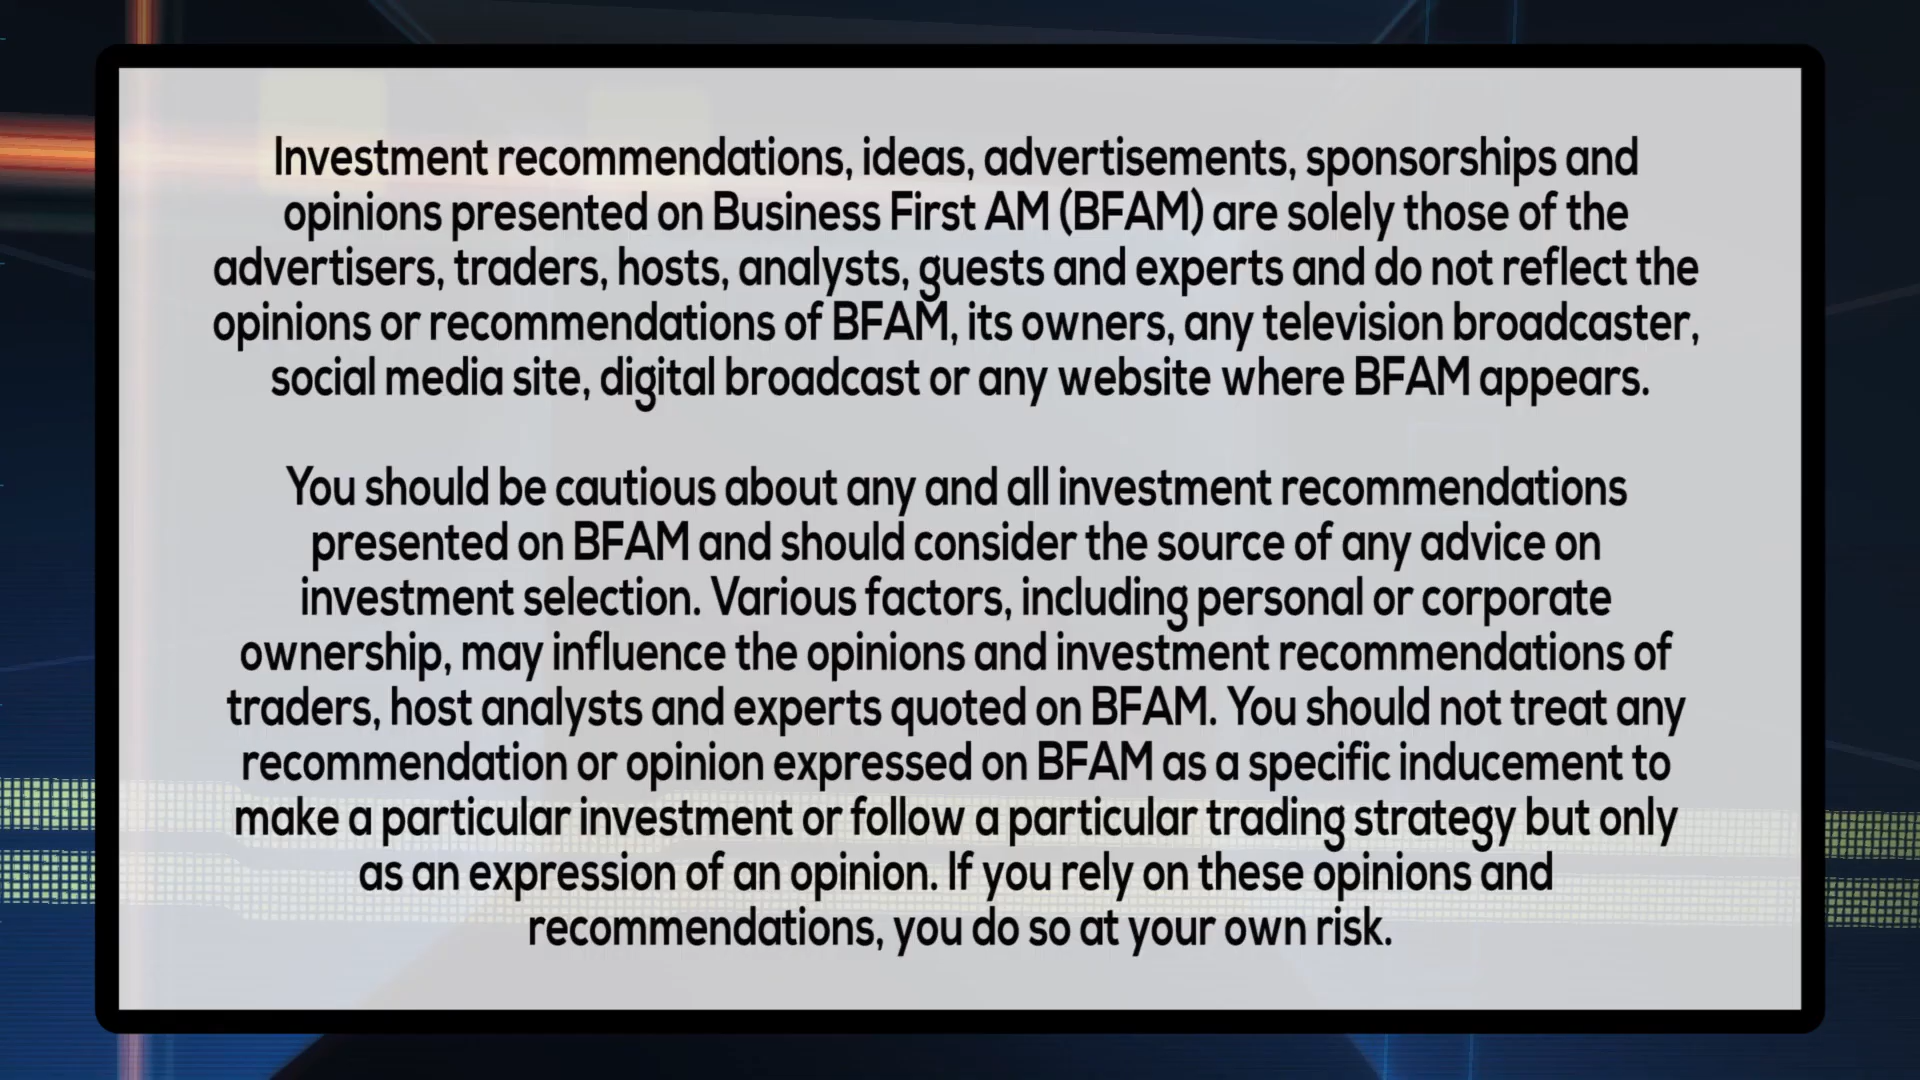 Investment recommendations, ideas, advertisements, sponsorships and
opinions presented on Business First AM (BFAM) are solely those of the
advertisers, traders, hosts, analysts, guests and experts and do not reflect the
opinions or recommendations of BFAM, its owners, any television broadcaster,
social media site, digital broadcast or any website where BFAM appears.
You should be cautious about any and all investment recommendations
presented on BFAM and should consider the source of any advice on
investment selection. Various factors, including personal or corporate
ownership, may influence the opinions and investment recommendations of
traders, host analysts and experts quoted on BFAM. You should not treat any
recommendation or opinion expressed on BFAM as a specific inducement to
make a particular investment or follow a particular trading strategy but only
as an expression of an opinion. If you rely on these opinions and
recommendations, you do so at your own risk.